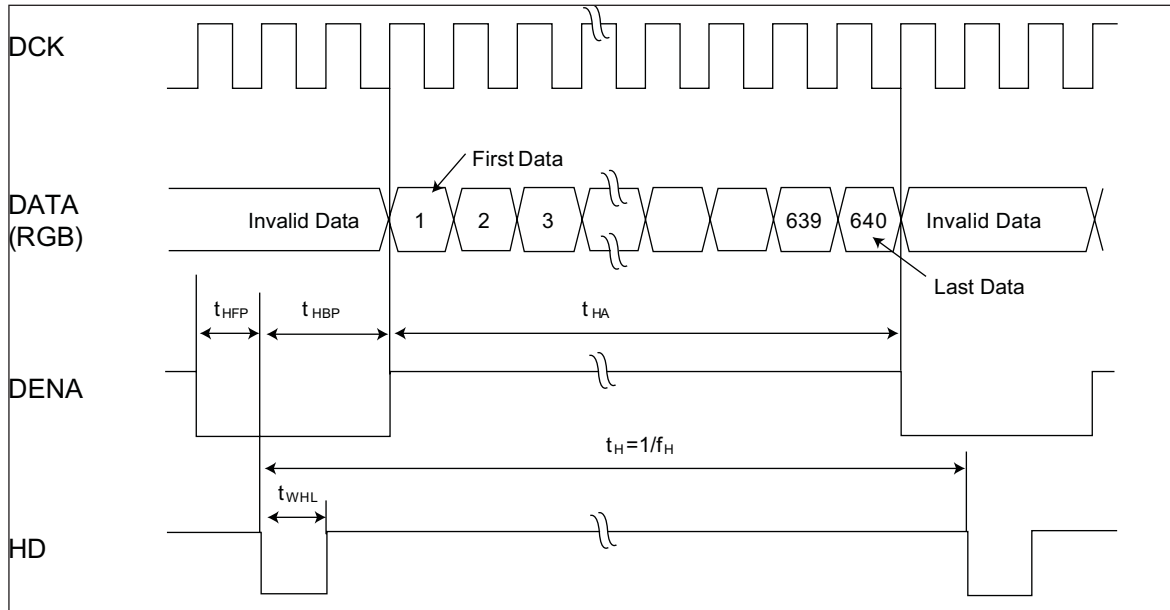 DCK
First Data
DATA
(RGB)
Invalid Data 1 2 3 639 640 Invalid Data
Last Data
tHFP tHBP tHA
DENA
tH=1/fH
tWHL
HD